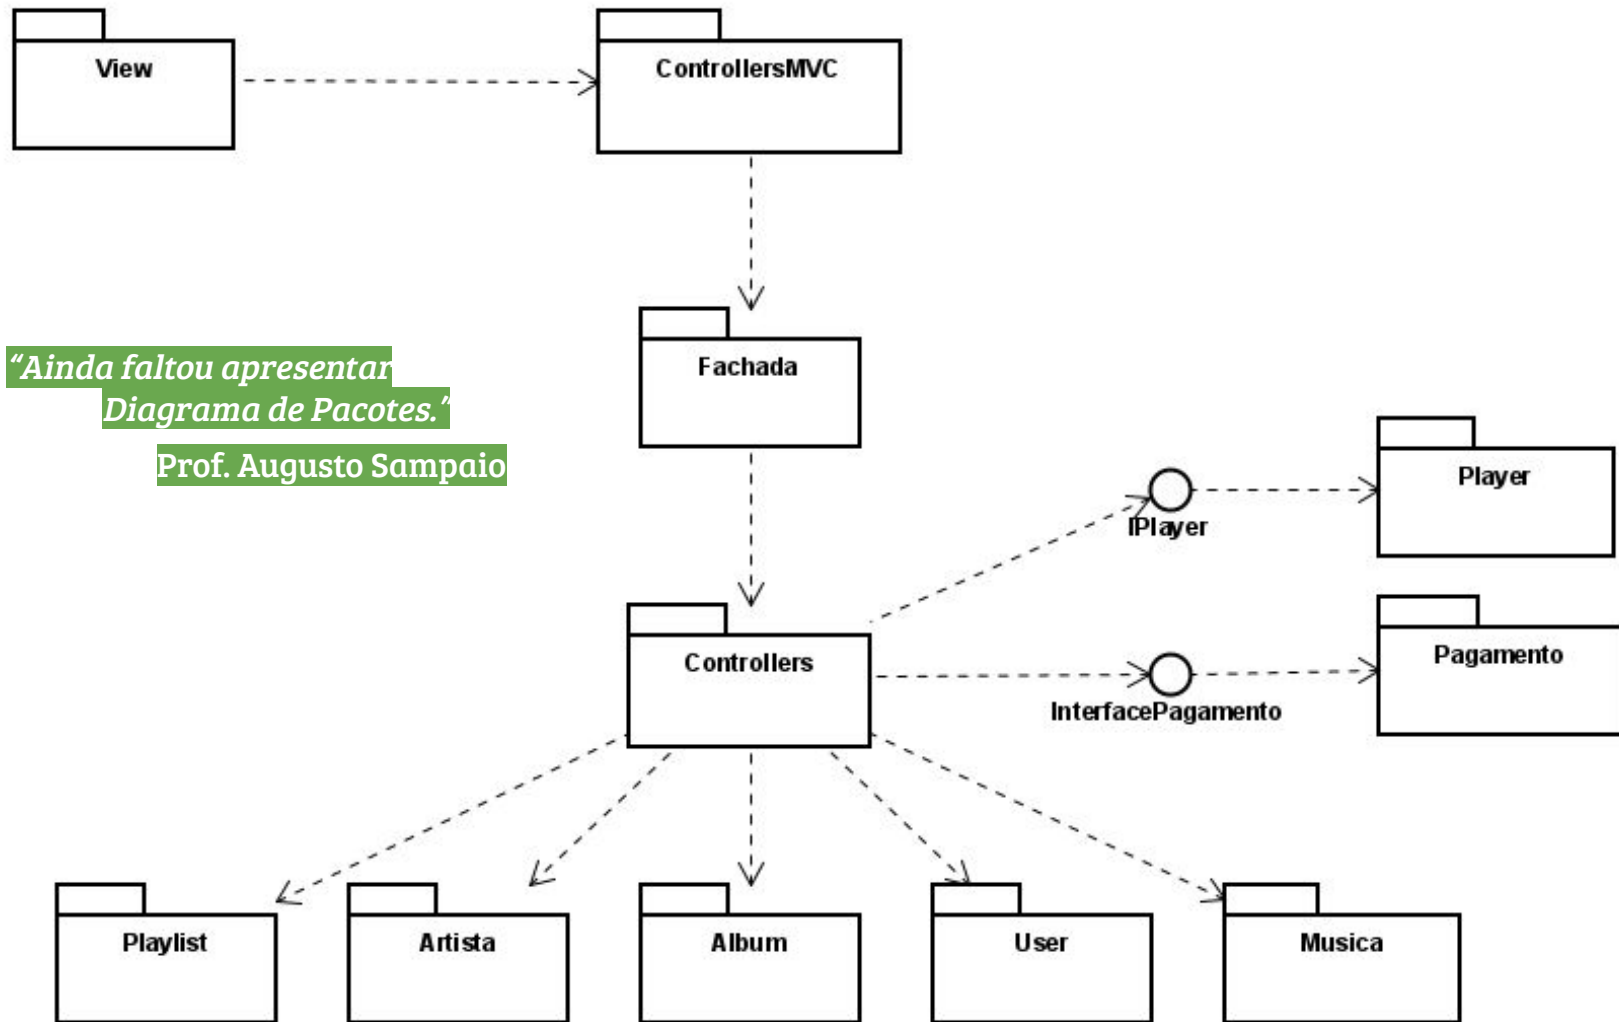 View
ControllersMVC
Fachada
“Ainda faltou apresentar
Diagrama de Pacotes.”
Prof. Augusto Sampaio
Player
IPlayer
Controllers
Pagamento
InterfacePagamento
Playlist
Artista
Album
User
Musica